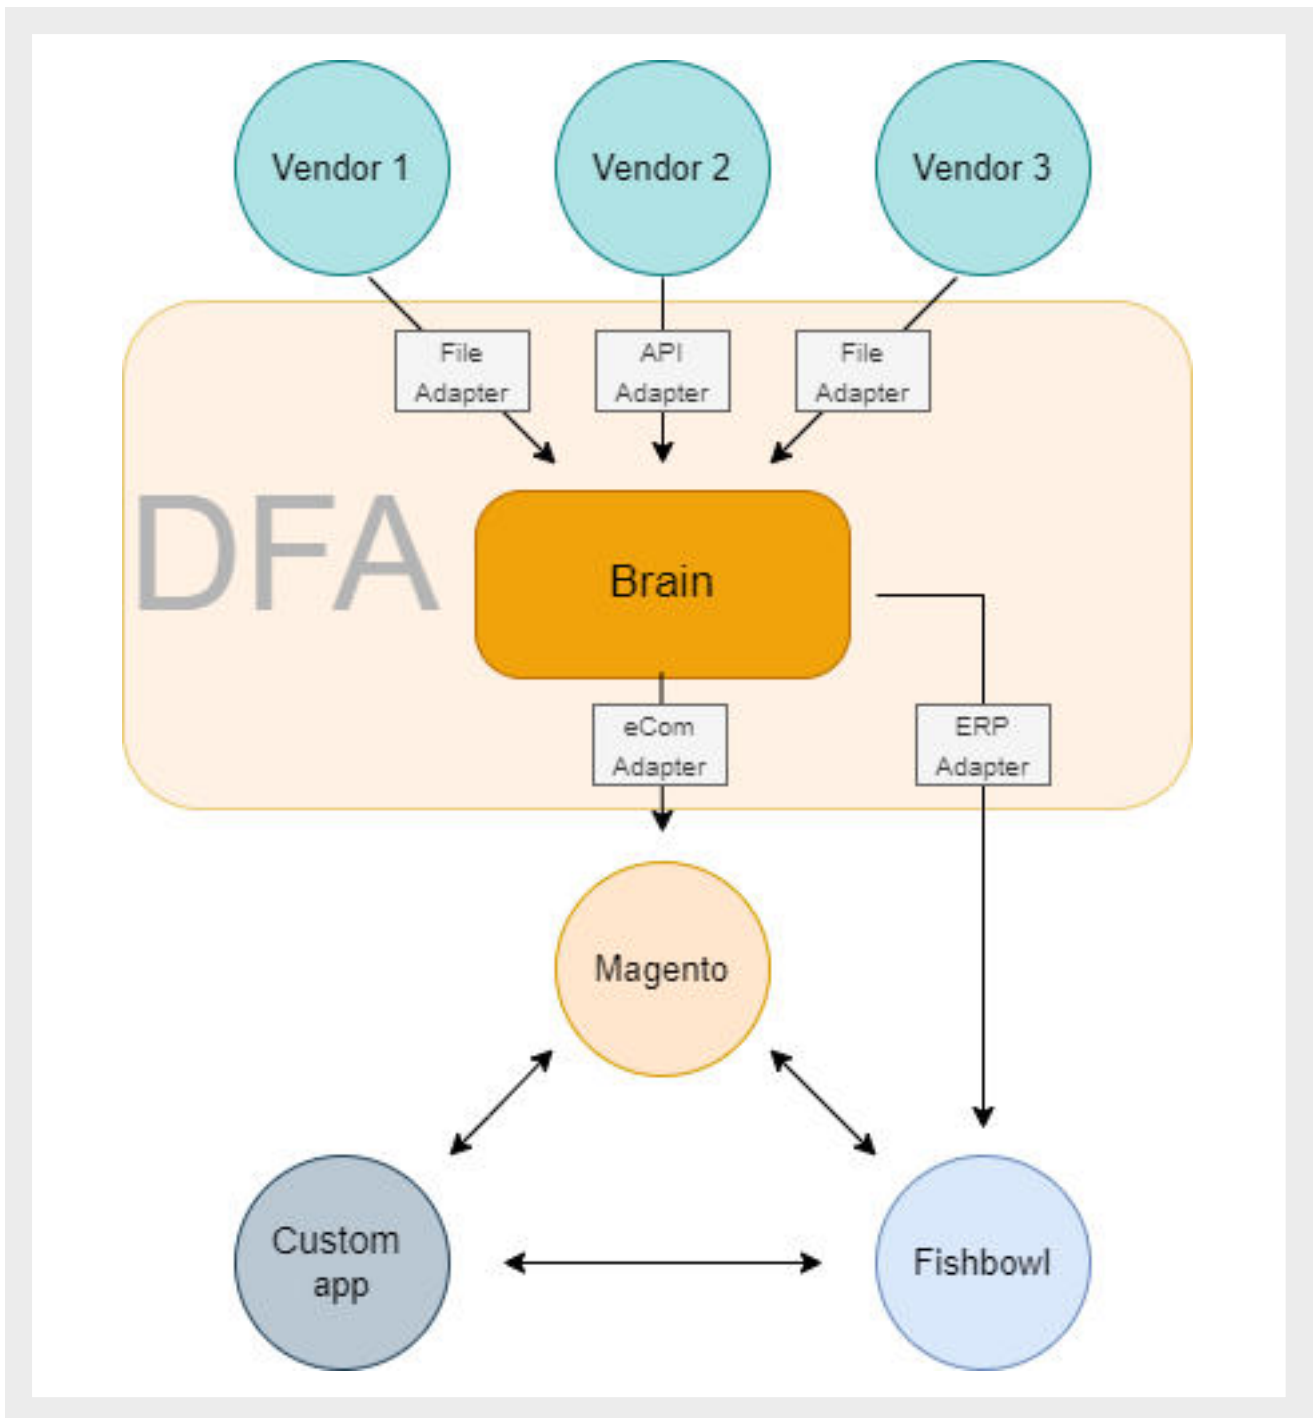 Vendor 1
Vendor 2
Vendor 3
File
Adapter
API
Adapter
File
Adapter
DFA
Brain
eCom
Adapter
ERP
Adapter
Magento
Custom
app
Fishbowl